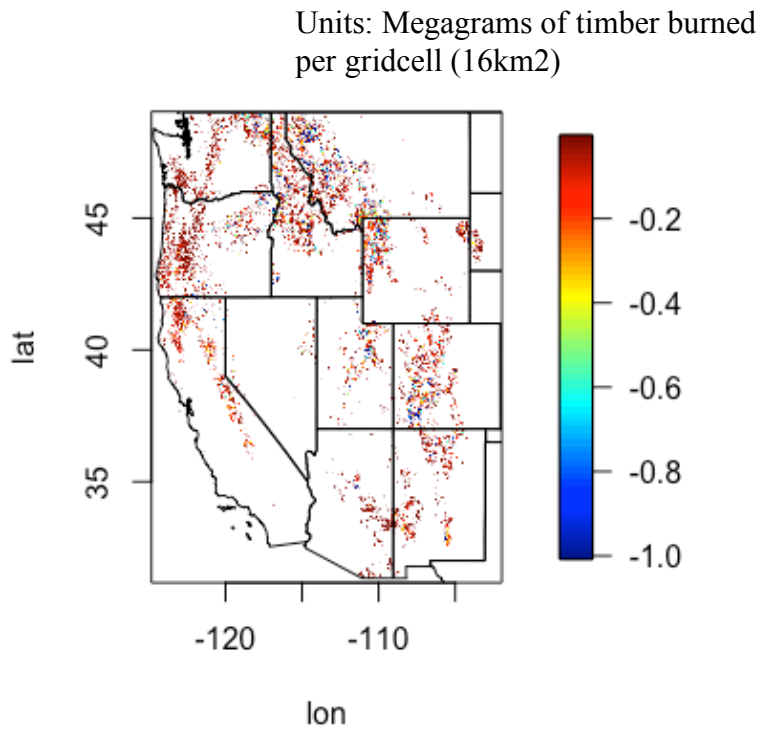 Units: Megagrams of timber burned
per gridcell (16km2)
45
40
35
lat
-120
-110
lon
-0.2
-0.4
-0.6
-0.8
-1.0